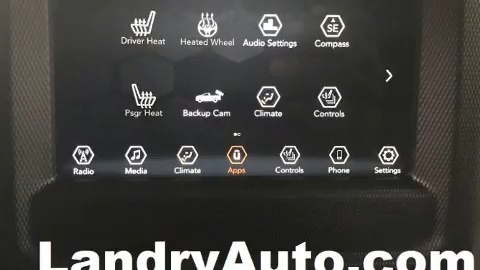 Driver Heat Heated Wheel Audio Settings SE Compass
Psgr Heat Backup Cam Climate Controls
Radio Media Climate Apps Controls Phone Settings
LandryAuto.com